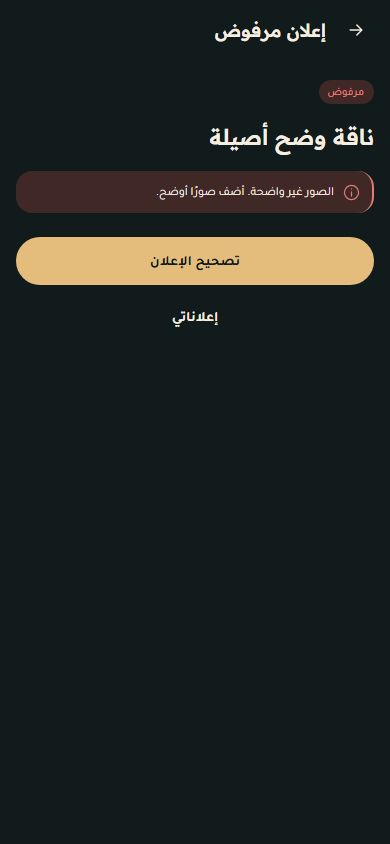 إعلان مرفوض
مرفوض
ناقة وضح أصيلة
الصور غير واضحة. أضف صورًا أوضح.
تصحيح الإعلان
إعلاناتي